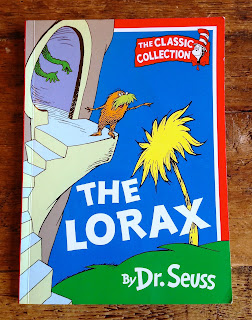 THE CLASSIC
COLLECTION
THE
LORAX
By Dr. Seuss